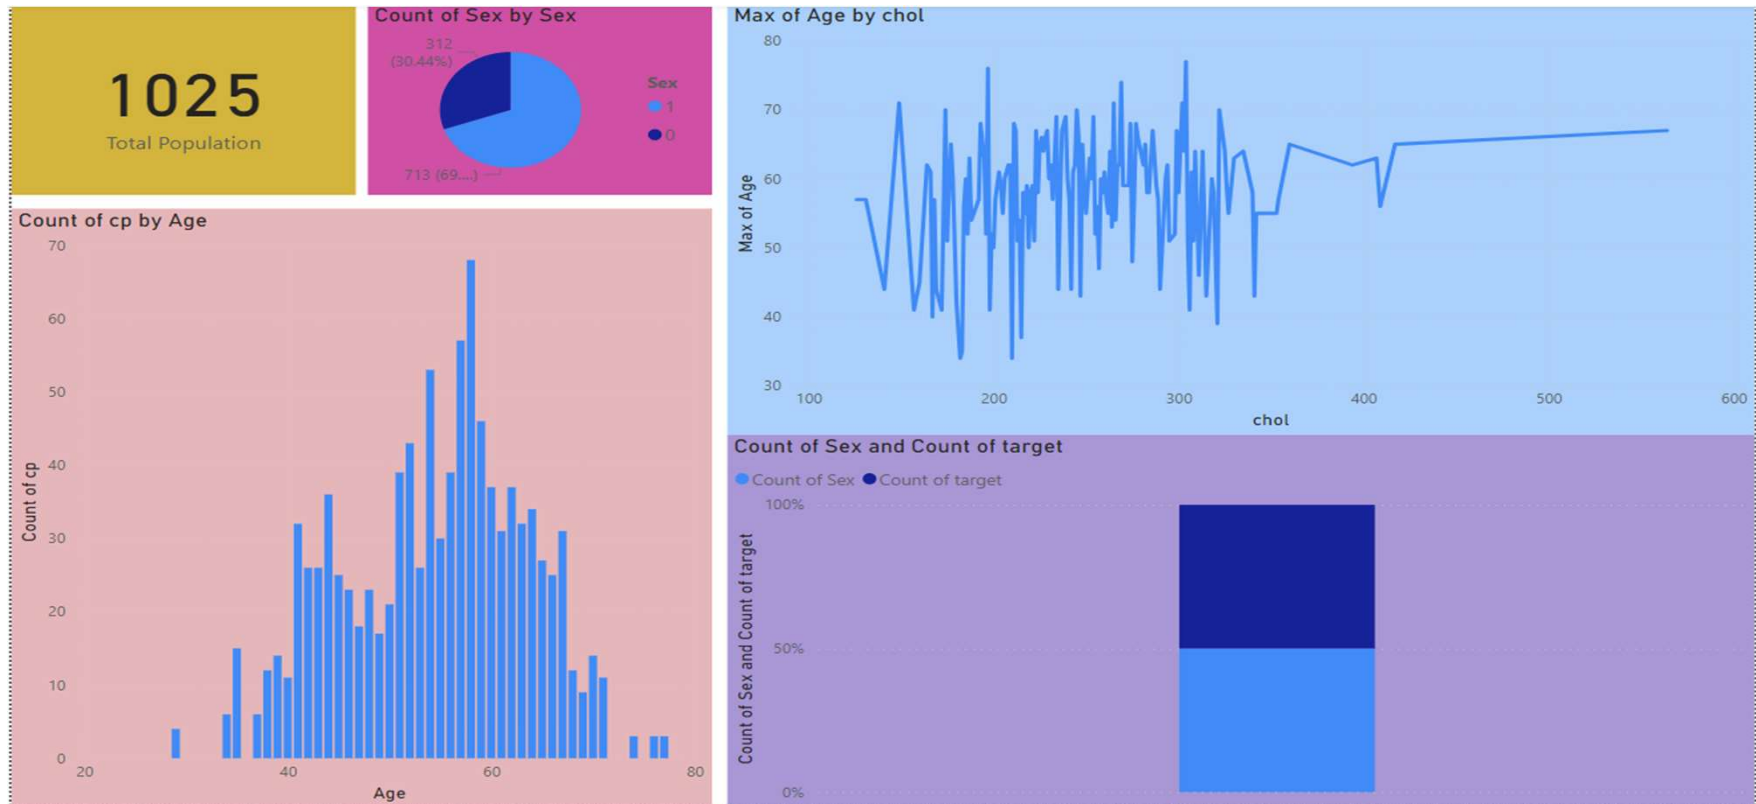 1025
Total Population
Count of Sex by Sex
312
(30.44%)
713 (69....)
Sex
1
0
Count of cp by Age
70
60
50
40
30
20
10
0
Count of cp
20 40 60 80
Age
Max of Age by chol
80
70
60
50
40
30
Max of Age
100 200 300 400 500 600
chol
Count of Sex and Count of target
Count of Sex Count of target
100%
50%
0%
Count of Sex and Count of target